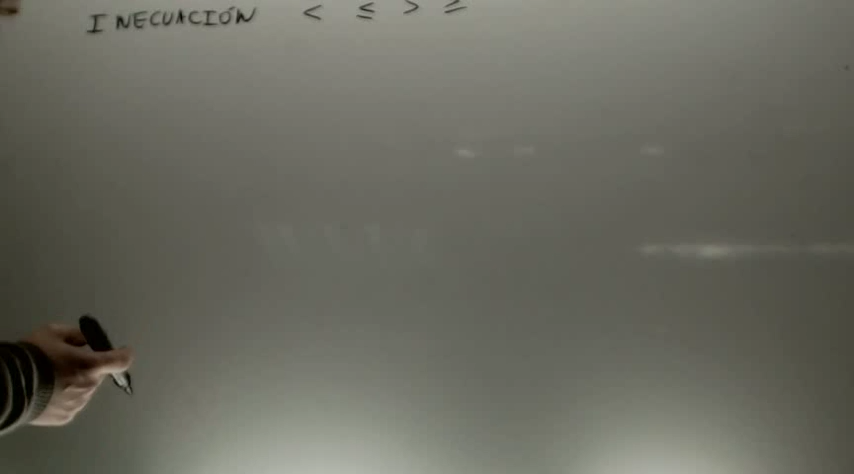 INECUACIÓN < ≤ > ≥